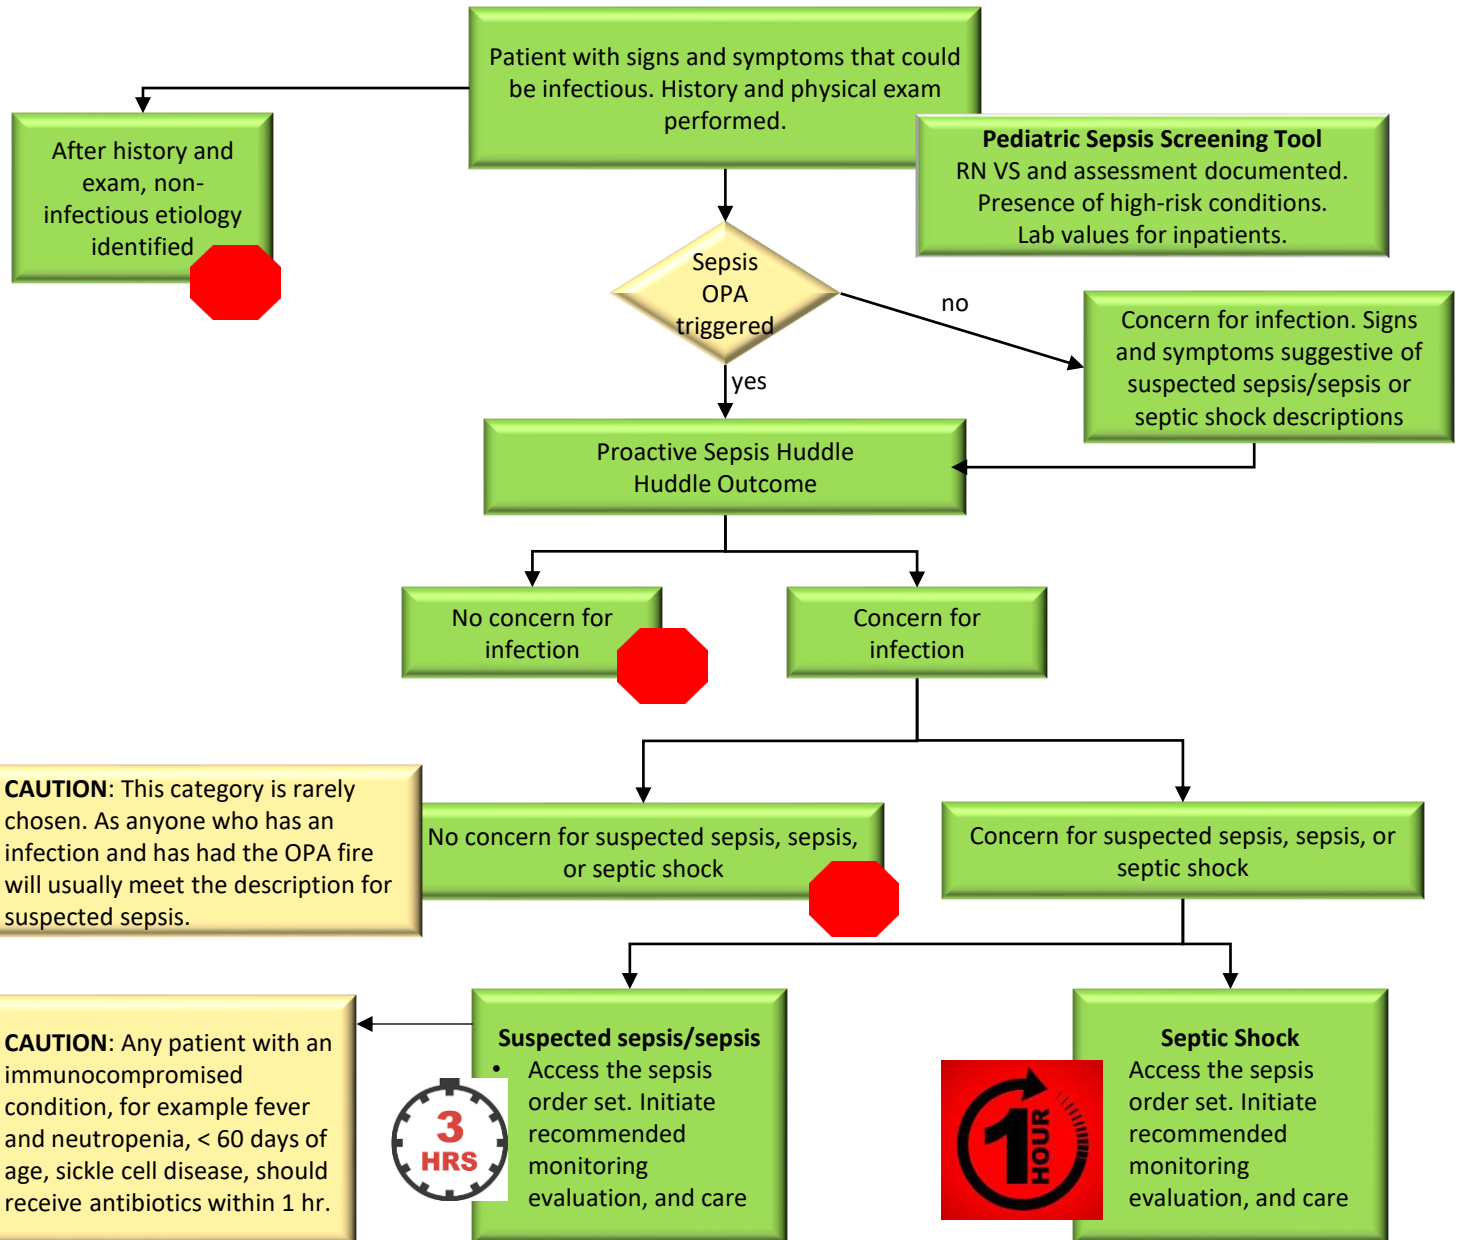 Patient with signs and symptoms that could
be infectious. History and physical exam
performed.
After history and
exam, non-
infectious etiology
identified
Pediatric Sepsis Screening Tool
RN VS and assessment documented.
Presence of high-risk conditions.
Lab values for inpatients.
Sepsis
OPA
triggered
no
yes
Concern for infection. Signs
and symptoms suggestive of
suspected sepsis/sepsis or
septic shock descriptions
Proactive Sepsis Huddle
Huddle Outcome
No concern for
infection
Concern for
infection
CAUTION: This category is rarely
chosen. As anyone who has an
infection and has had the OPA fire
will usually meet the description for
suspected sepsis.
No concern for suspected sepsis, sepsis,
or septic shock
Concern for suspected sepsis, sepsis, or
septic shock
CAUTION: Any patient with an
immunocompromised
condition, for example fever
and neutropenia, < 60 days of
age, sickle cell disease, should
receive antibiotics within 1 hr.
3
HRS
Suspected sepsis/sepsis
• Access the sepsis
order set. Initiate
recommended
monitoring
evaluation, and care
1
HOUR
Septic Shock
Access the sepsis
order set. Initiate
recommended
monitoring
evaluation, and care